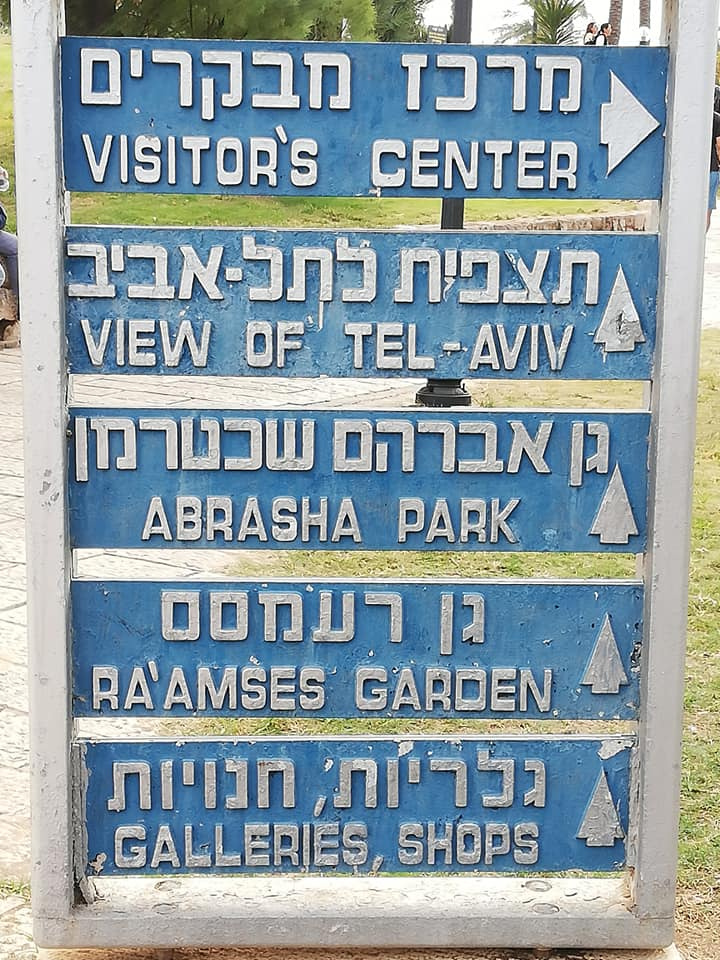 מרכז מבקרים
VISITOR'S CENTER
תצפית לתל-אביב
VIEW OF TEL-AVIV
גן אברהם שכטרמן
ABRASHA PARK
גן רעמסס
RA'AMSES GARDEN
גלריות, חנויות
GALLERIES, SHOPS